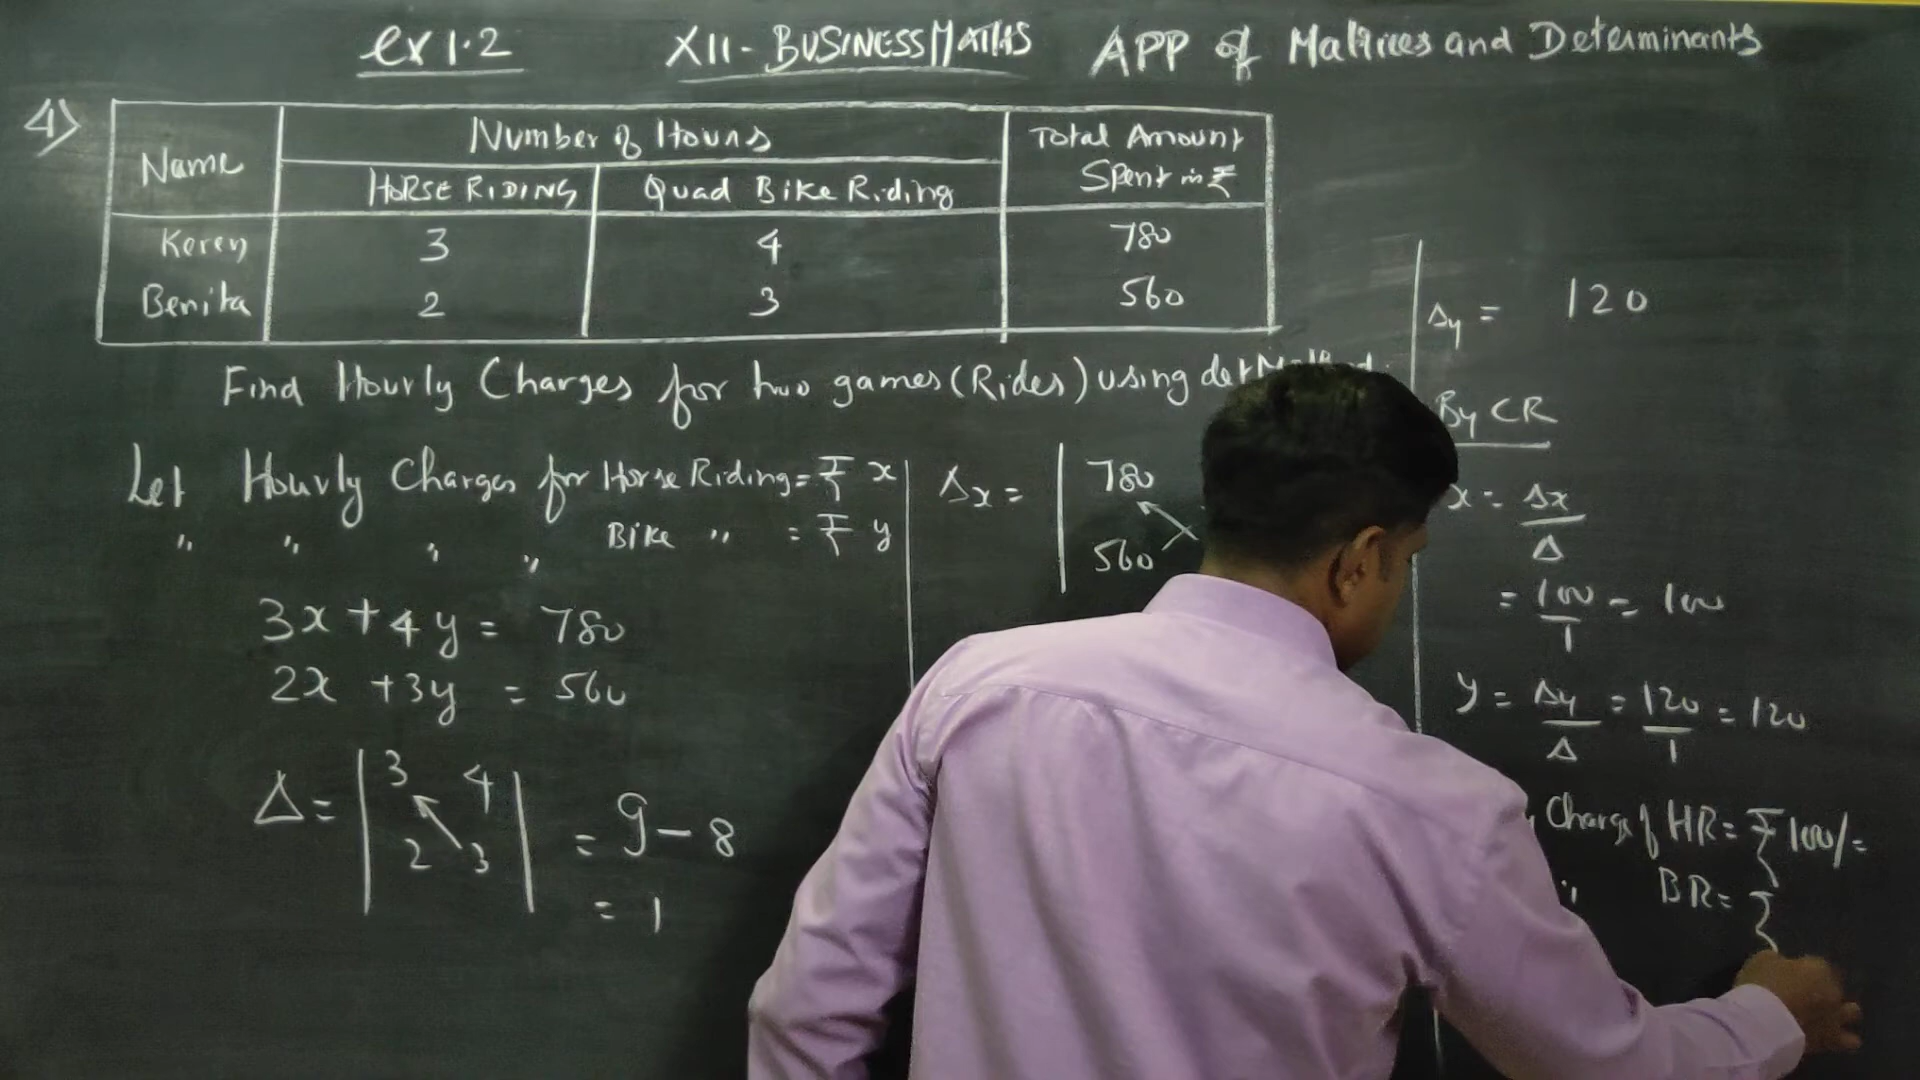 ex 1.2 XII - BUSINESS MATHS APP of Matrices and Determinants
4)
Name Number of Hours Total Amount Spent in ₹
HORSE RIDING Quad Bike Riding
Keren 3 4 780
Benita 2 3 560
Find Hourly Charges for two games (Rides) using det
Let Hourly Charges for Horse Riding = ₹ x
" " " " Bike " = ₹ y
3x + 4y = 780
2x + 3y = 560
Δ = | 3 4 | = 9 - 8
2 3
= 1
Δx = | 780
560
Δy = 120
By CR
x = Δx / Δ
= 100 / 1 = 100
y = Δy / Δ = 120 / 1 = 120
Charge of HR = ₹ 100/=
" BR = ₹